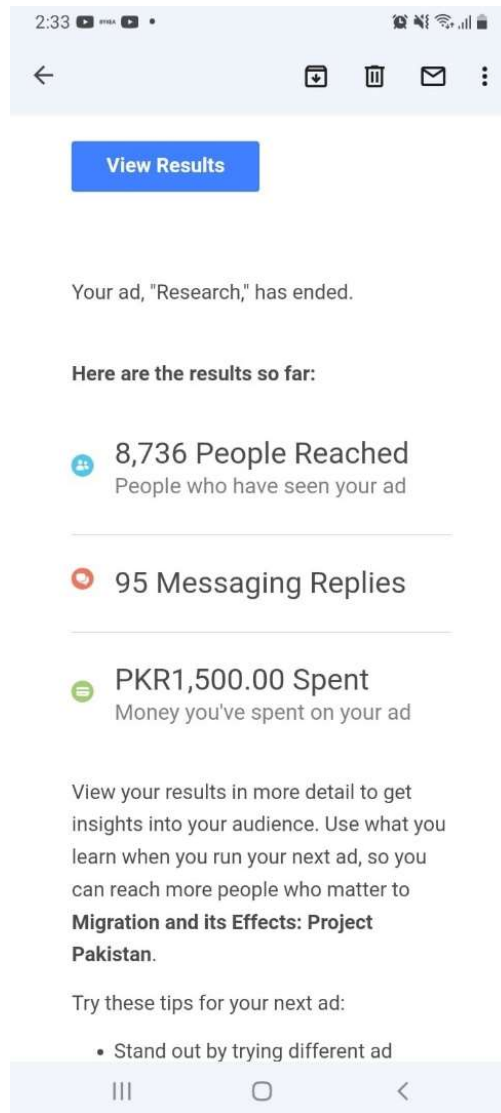 2:33
View Results
Your ad, "Research," has ended.
Here are the results so far:
8,736 People Reached
People who have seen your ad
95 Messaging Replies
PKR1,500.00 Spent
Money you've spent on your ad
View your results in more detail to get
insights into your audience. Use what you
learn when you run your next ad, so you
can reach more people who matter to
Migration and its Effects: Project
Pakistan.
Try these tips for your next ad:
• Stand out by trying different ad